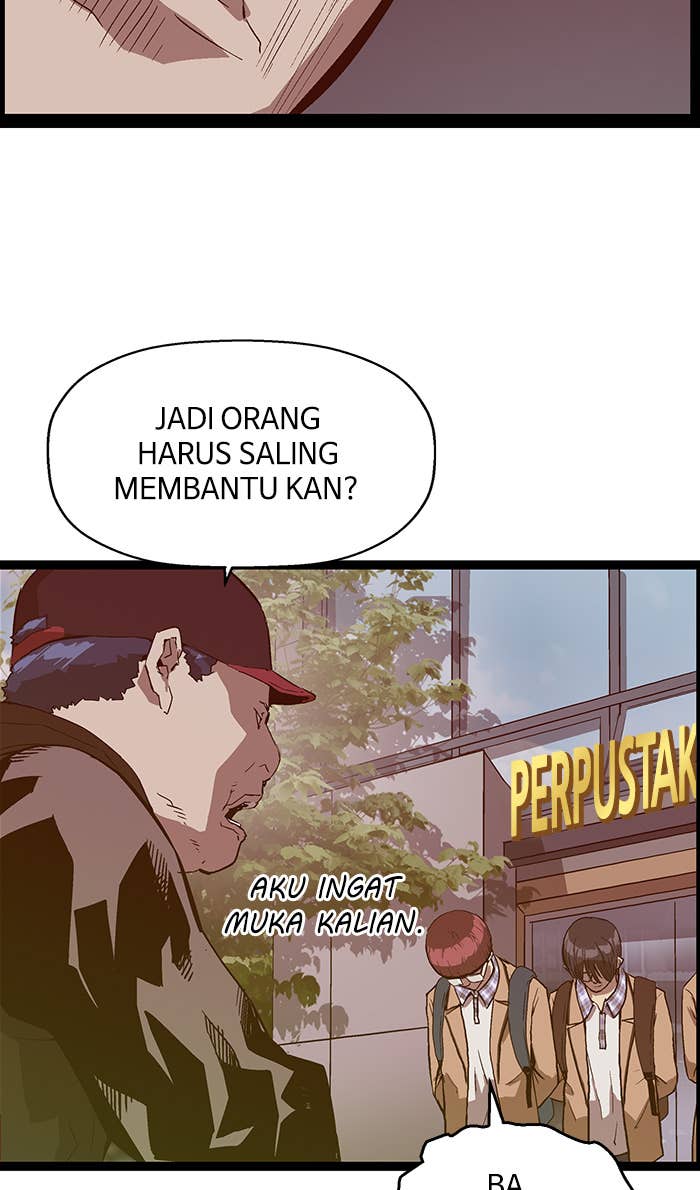 JADI ORANG
HARUS SALING
MEMBANTU KAN?
PERPUSTAK
AKU INGAT
MUKA KALIAN.
BA